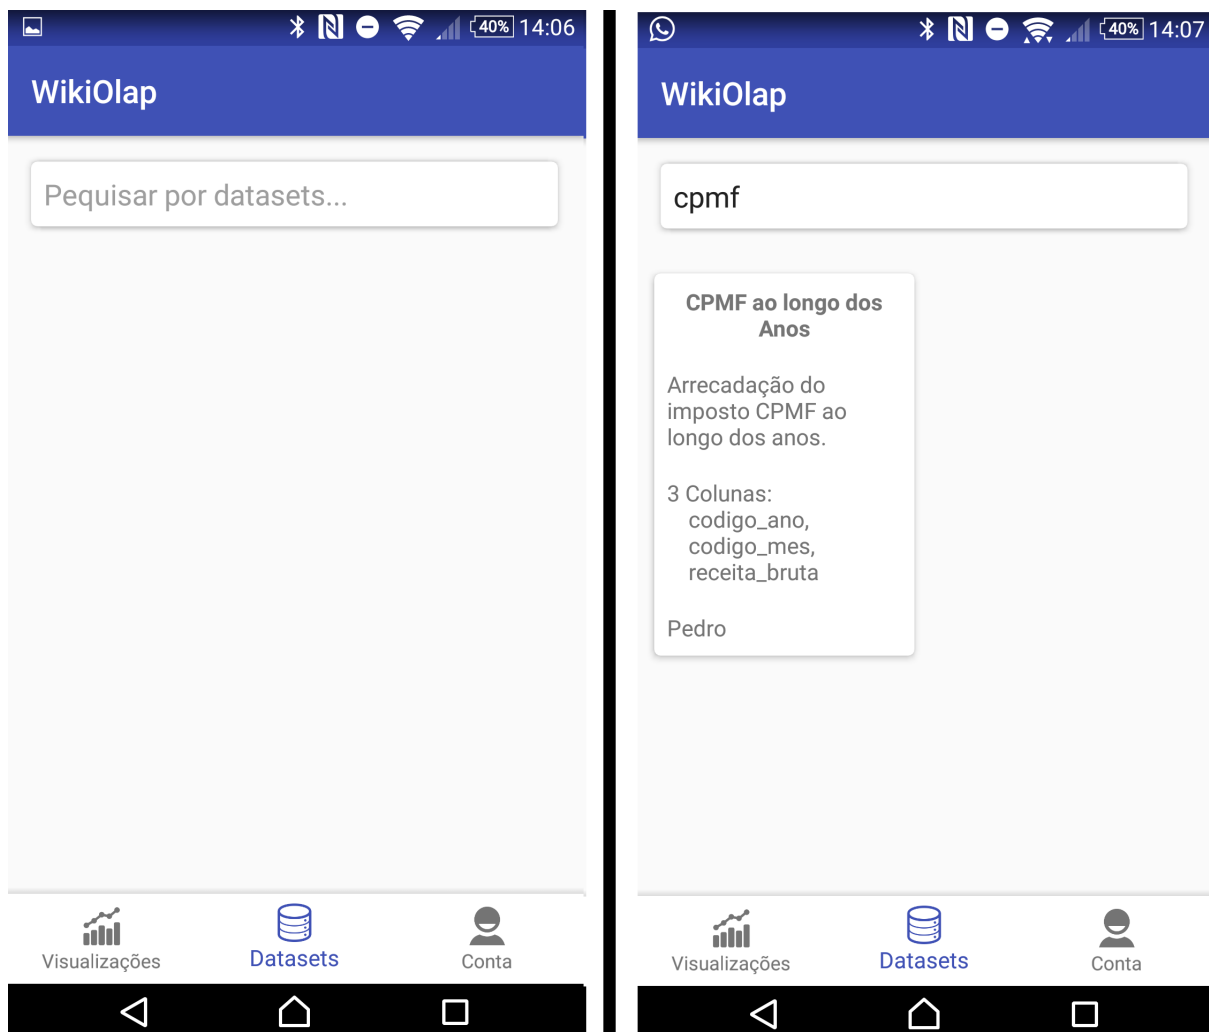 40% 14:06
WikiOlap
Pequisar por datasets...
Visualizações
Datasets
Conta
40% 14:07
WikiOlap
cpmf
CPMF ao longo dos
Anos
Arrecadação do
imposto CPMF ao
longo dos anos.
3 Colunas:
codigo_ano,
codigo_mes,
receita_bruta
Pedro
Visualizações
Datasets
Conta